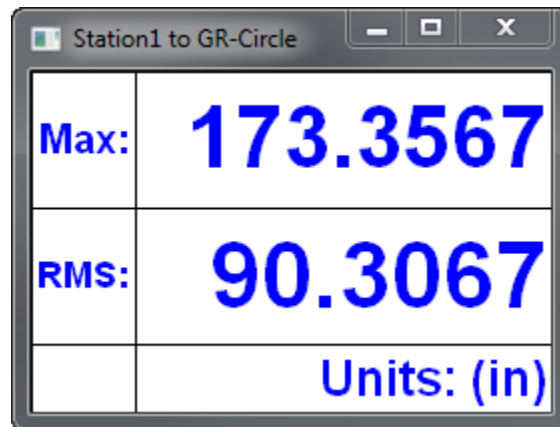 Station1 to GR-Circle
Max: 173.3567
RMS: 90.3067
Units: (in)